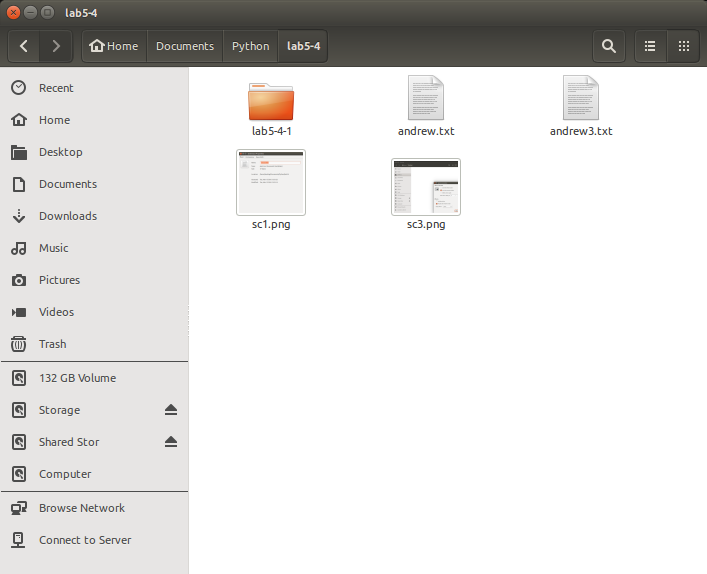 lab5-4
Home Documents Python lab5-4
Recent
Home
Desktop
Documents
Downloads
Music
Pictures
Videos
Trash
132 GB Volume
Storage
Shared Stor
Computer
Browse Network
Connect to Server
lab5-4-1 andrew.txt andrew3.txt
sc1.png sc3.png